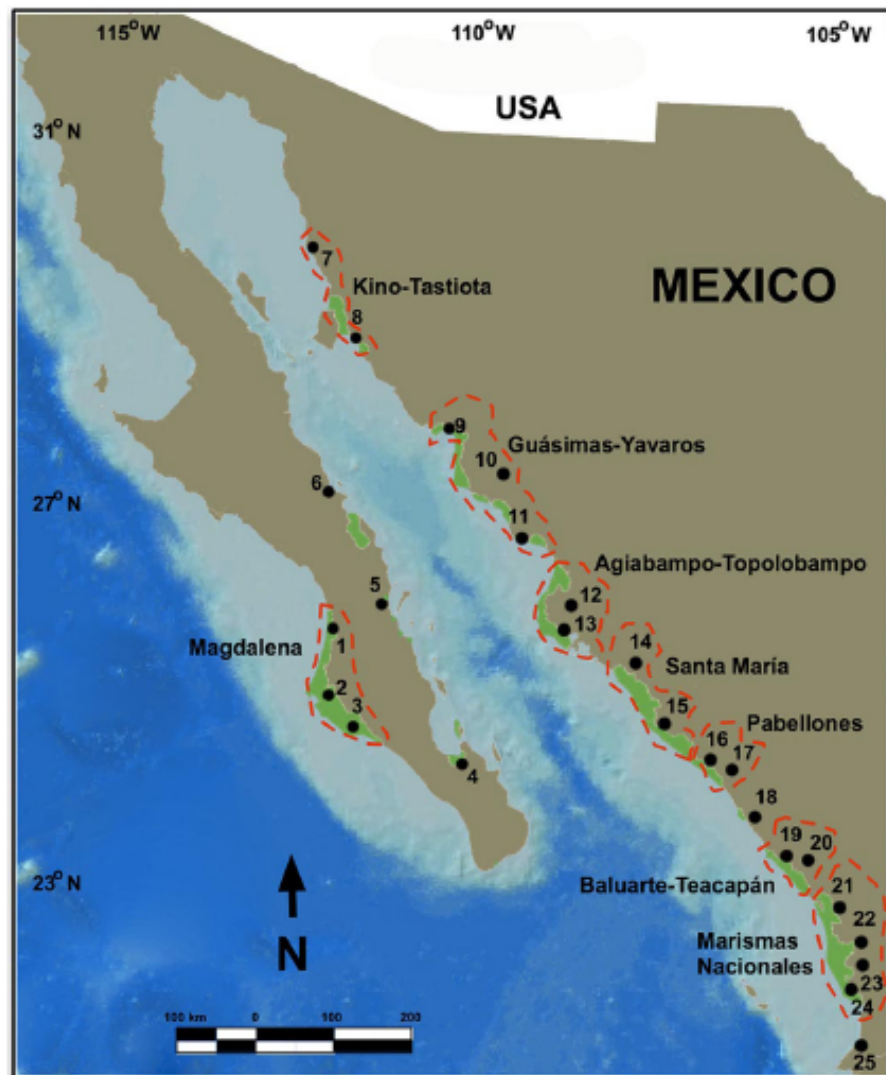 115°W
110°W
105°W
USA
31°N
7
Kino-Tastiota
MEXICO
8
9
Guásimas-Yavaros
10
6
27°N
11
Agiabampo-Topolobampo
5
12
13
Magdalena
1
14
Santa María
2
3
15
Pabellones
16
17
4
18
19
20
23°N
Baluarte-Teacapán
21
22
Marismas
Nacionales
N
23
24
100 km
0
100
200
25